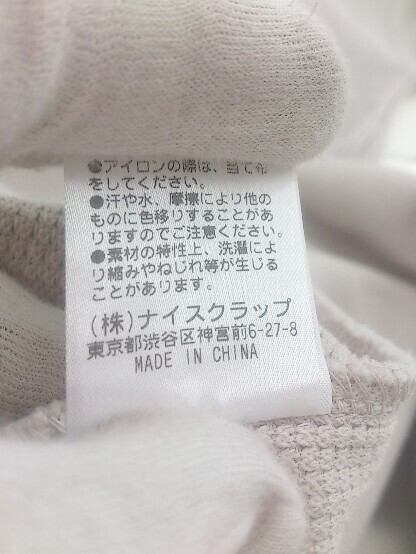 ●アイロンの際は、当て布
をしてください。
●汗や水、摩擦により他の
ものに色移りすることがあ
りますのでご注意ください。
●素材の特性上、洗濯によ
り縮みやねじれ等が生じる
ことがあります。
(株)ナイスクラップ
東京都渋谷区神宮前6-27-8
MADE IN CHINA